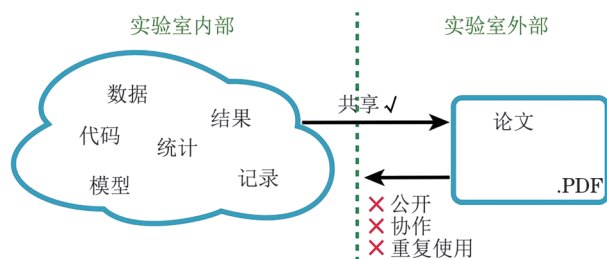 实验室内部
实验室外部
数据
结果
代码
统计
模型
记录
共享√
论文
.PDF
×公开
×协作
×重复使用